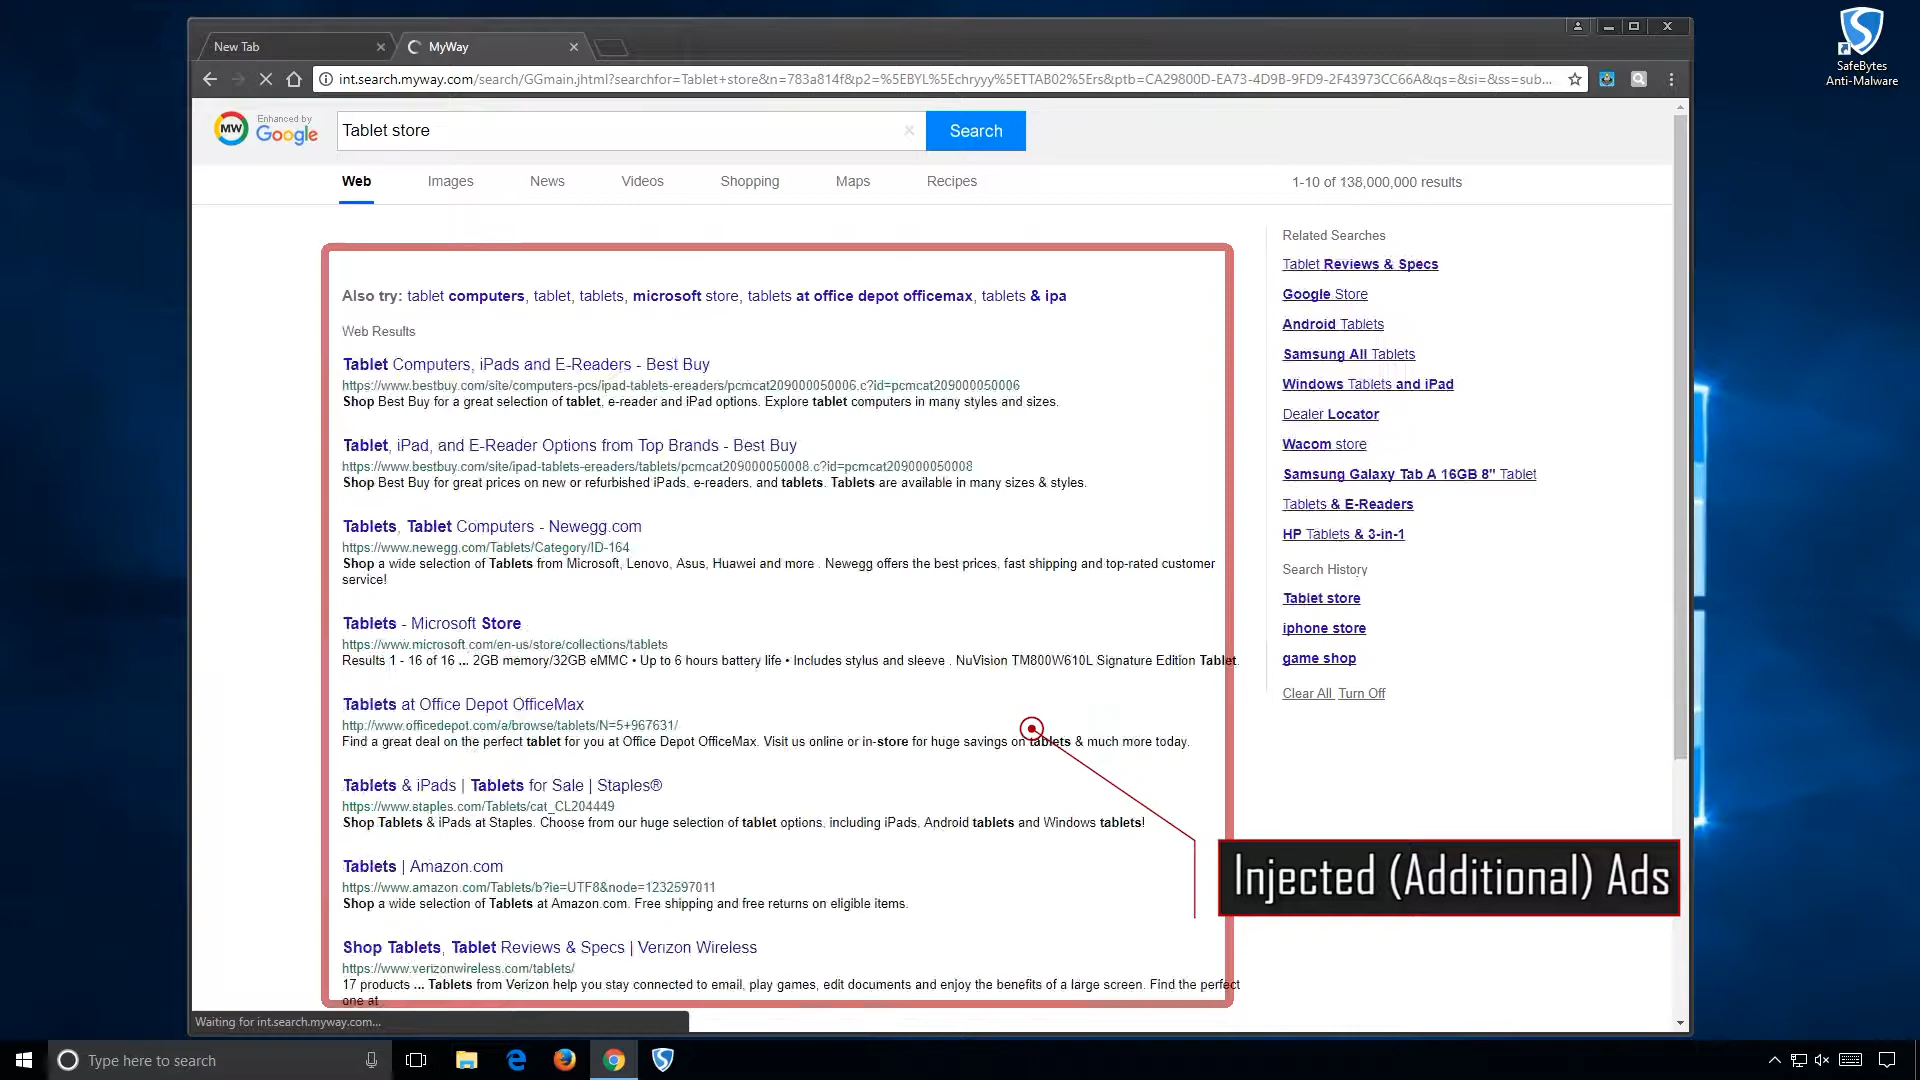 New Tab
MyWay
SafeBytes
Anti-Malware
int.search.myway.com/search/GGmain.jhtml?searchfor=Tablet+store&n=783a814f&p2=%5EBYL%5Echryyy%5ETTAB02%5Ers&ptb=CA29800D-EA73-4D9B-9FD9-2F43973CC66A&qs=&si=&ss=sub...
MW
Enhanced by
Google
Tablet store
Search
Web Images News Videos Shopping Maps Recipes
1-10 of 138,000,000 results
Also try: tablet computers, tablet, tablets, microsoft store, tablets at office depot officemax, tablets & ipa
Web Results
Tablet Computers, iPads and E-Readers - Best Buy
https://www.bestbuy.com/site/computers-pcs/ipad-tablets-ereaders/pcmcat209000050006.c?id=pcmcat209000050006
Shop Best Buy for a great selection of tablet, e-reader and iPad options. Explore tablet computers in many styles and sizes.
Tablet, iPad, and E-Reader Options from Top Brands - Best Buy
https://www.bestbuy.com/site/ipad-tablets-ereaders/tablets/pcmcat209000050008.c?id=pcmcat209000050008
Shop Best Buy for great prices on new or refurbished iPads, e-readers, and tablets. Tablets are available in many sizes & styles.
Tablets, Tablet Computers - Newegg.com
https://www.newegg.com/Tablets/Category/ID-164
Shop a wide selection of Tablets from Microsoft, Lenovo, Asus, Huawei and more . Newegg offers the best prices, fast shipping and top-rated customer
service!
Tablets - Microsoft Store
https://www.microsoft.com/en-us/store/collections/tablets
Results 1 - 16 of 16 ... 2GB memory/32GB eMMC • Up to 6 hours battery life • Includes stylus and sleeve . NuVision TM800W610L Signature Edition Tablet.
Tablets at Office Depot OfficeMax
http://www.officedepot.com/a/browse/tablets/N=5+967631/
Find a great deal on the perfect tablet for you at Office Depot OfficeMax. Visit us online or in-store for huge savings on tablets & much more today.
Tablets & iPads | Tablets for Sale | Staples®
https://www.staples.com/Tablets/cat_CL204449
Shop Tablets & iPads at Staples. Choose from our huge selection of tablet options, including iPads, Android tablets and Windows tablets!
Tablets | Amazon.com
https://www.amazon.com/Tablets/b?ie=UTF8&node=1232597011
Shop a wide selection of Tablets at Amazon.com. Free shipping and free returns on eligible items.
Shop Tablets, Tablet Reviews & Specs | Verizon Wireless
https://www.verizonwireless.com/tablets/
17 products ... Tablets from Verizon help you stay connected to email, play games, edit documents and enjoy the benefits of a large screen. Find the perfect
one at
Related Searches
Tablet Reviews & Specs
Google Store
Android Tablets
Samsung All Tablets
Windows Tablets and iPad
Dealer Locator
Wacom store
Samsung Galaxy Tab A 16GB 8" Tablet
Tablets & E-Readers
HP Tablets & 3-in-1
Search History
Tablet store
iphone store
game shop
Clear All Turn Off
Injected (Additional) Ads
Waiting for int.search.myway.com...
Type here to search